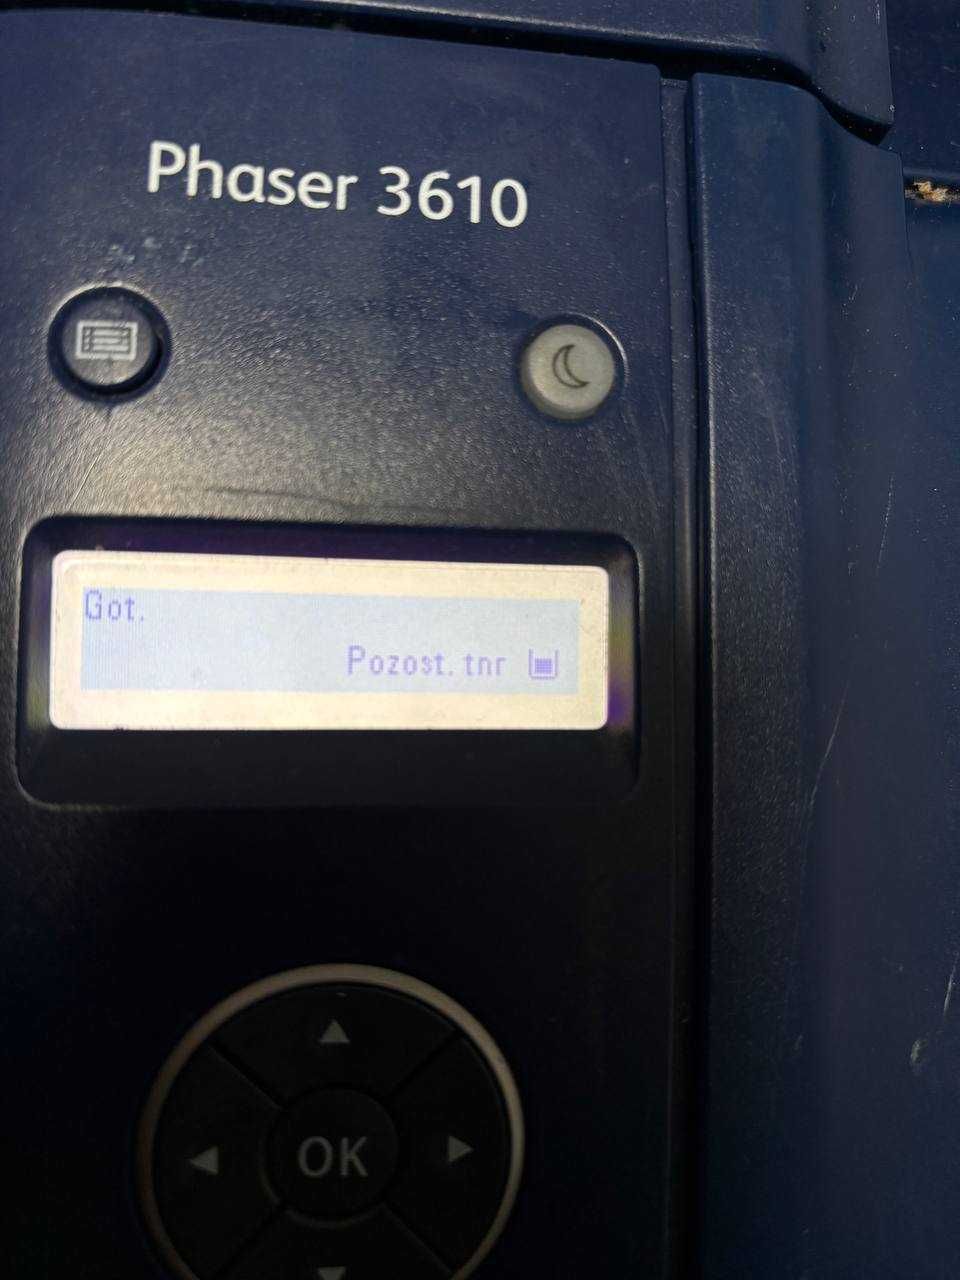 Phaser 3610
Got.
Pozost. tnr
OK